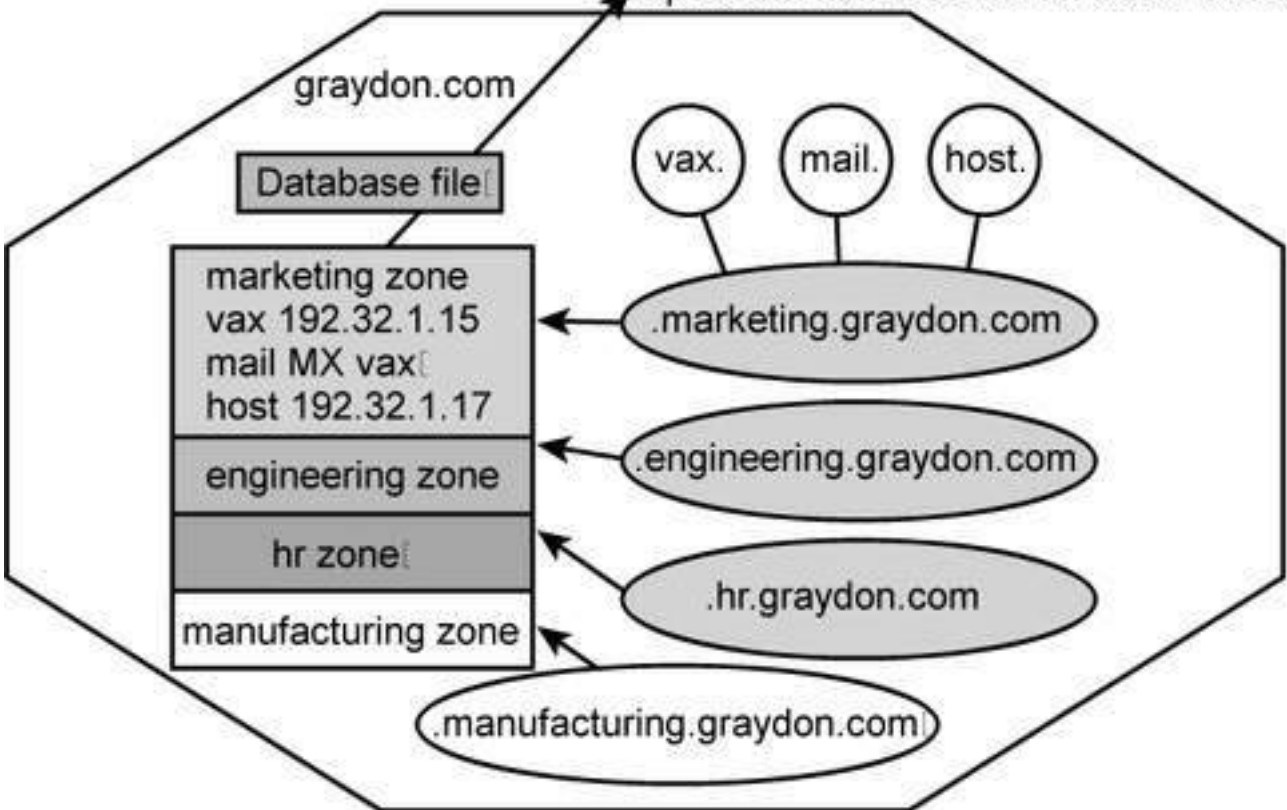 graydon.com
Database file
vax.
mail.
host.
marketing zone
vax 192.32.1.15
mail MX vax
host 192.32.1.17
.marketing.graydon.com
engineering zone
.engineering.graydon.com
hr zone
.hr.graydon.com
manufacturing zone
.manufacturing.graydon.com